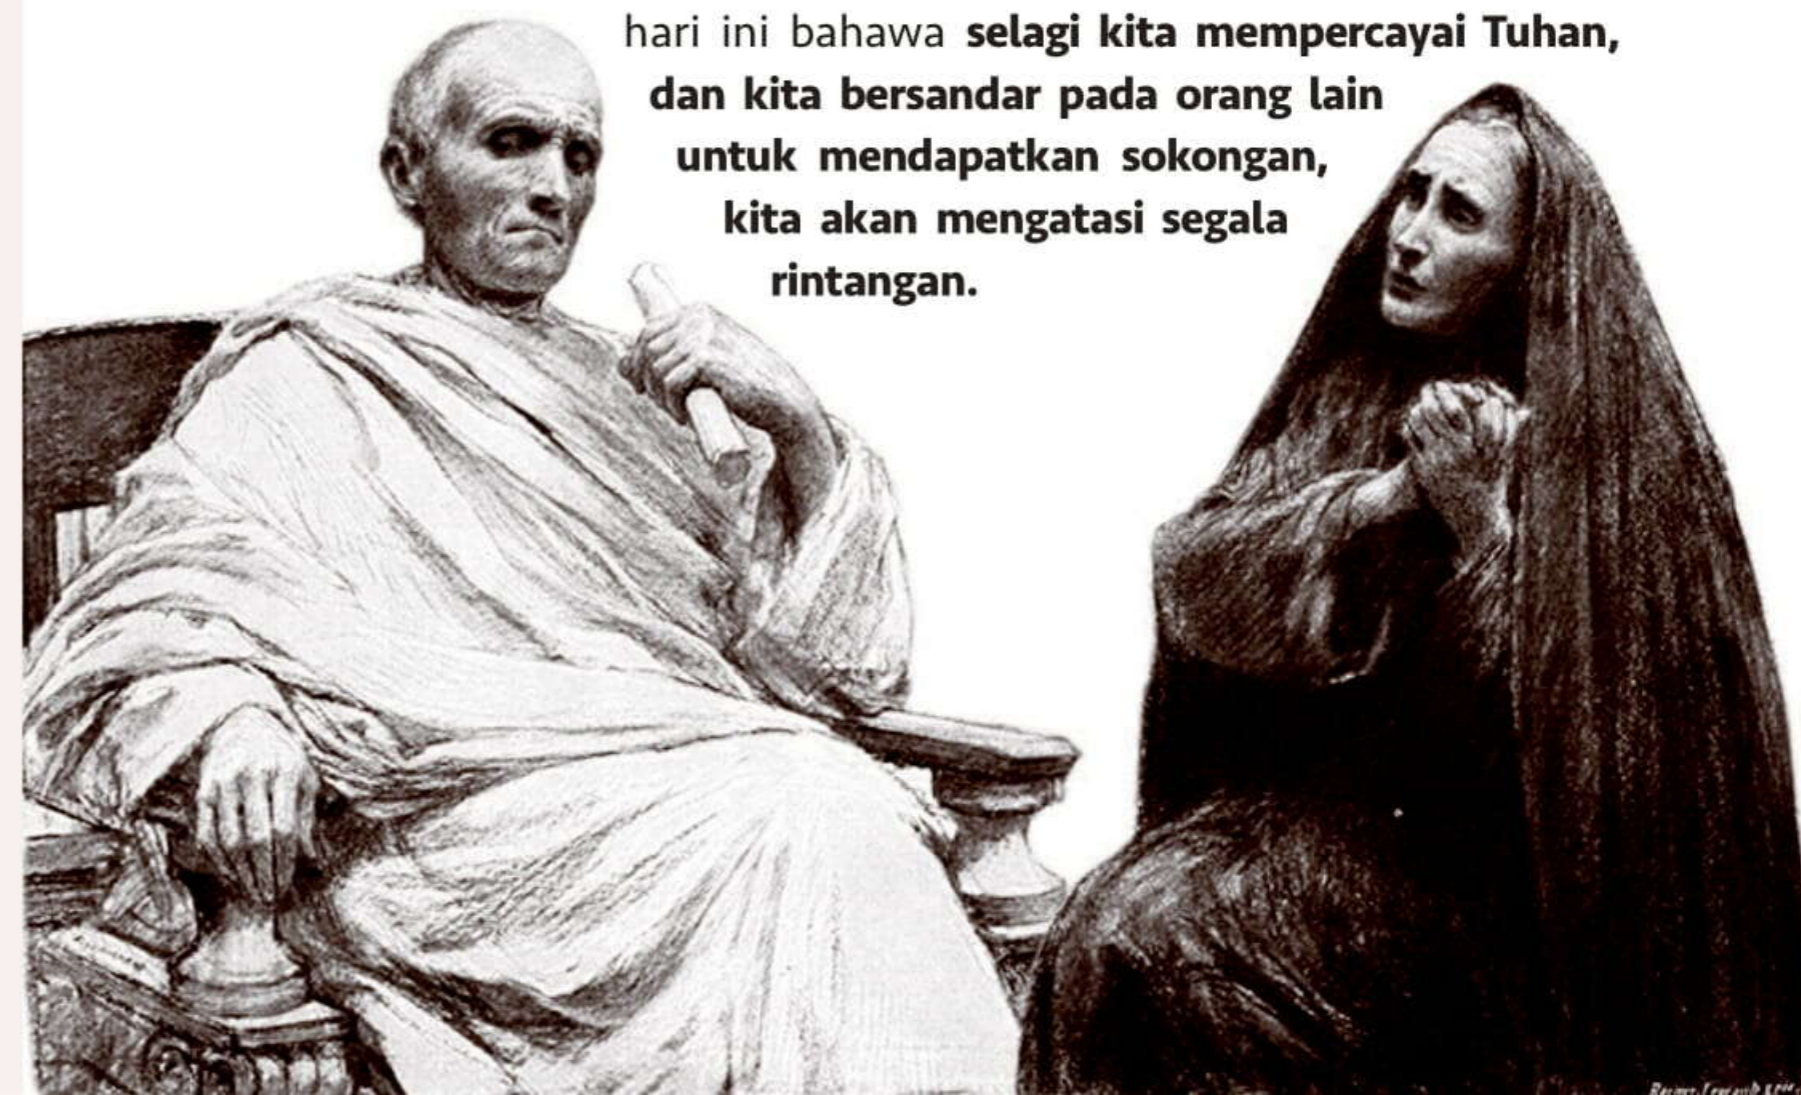 hari ini bahawa selagi kita mempercayai Tuhan,
dan kita bersandar pada orang lain
untuk mendapatkan sokongan,
kita akan mengatasi segala
rintangan.